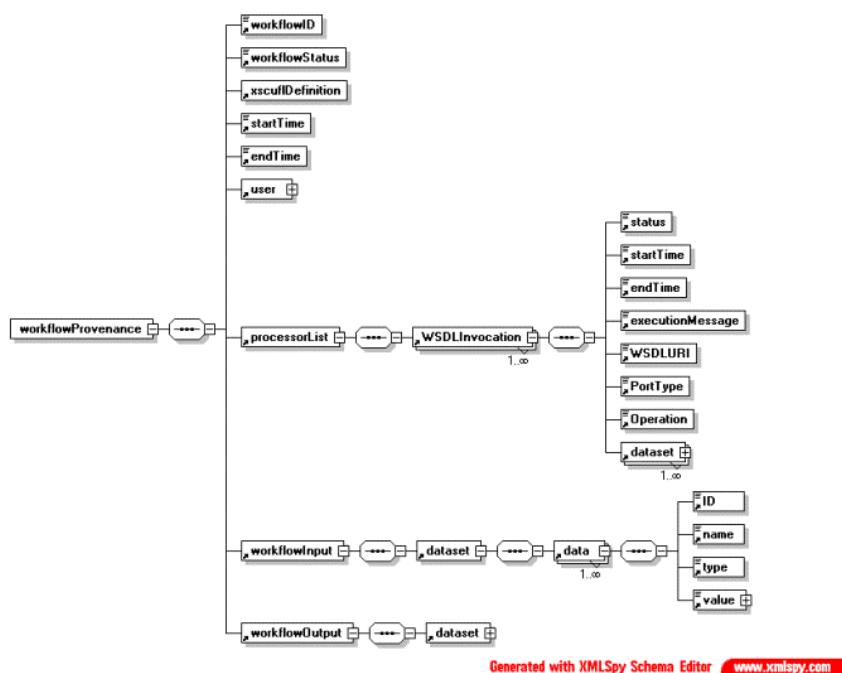 workflowID
workflowStatus
xscuflDefinition
startTime
endTime
user
workflowProvenance
processorList
WSDLInvocation
1..∞
status
startTime
endTime
executionMessage
WSDLURI
PortType
Operation
dataset
1..∞
workflowInput
dataset
data
1..∞
ID
name
type
value
workflowOutput
dataset
Generated with XMLSpy Schema Editor www.xmlspy.com